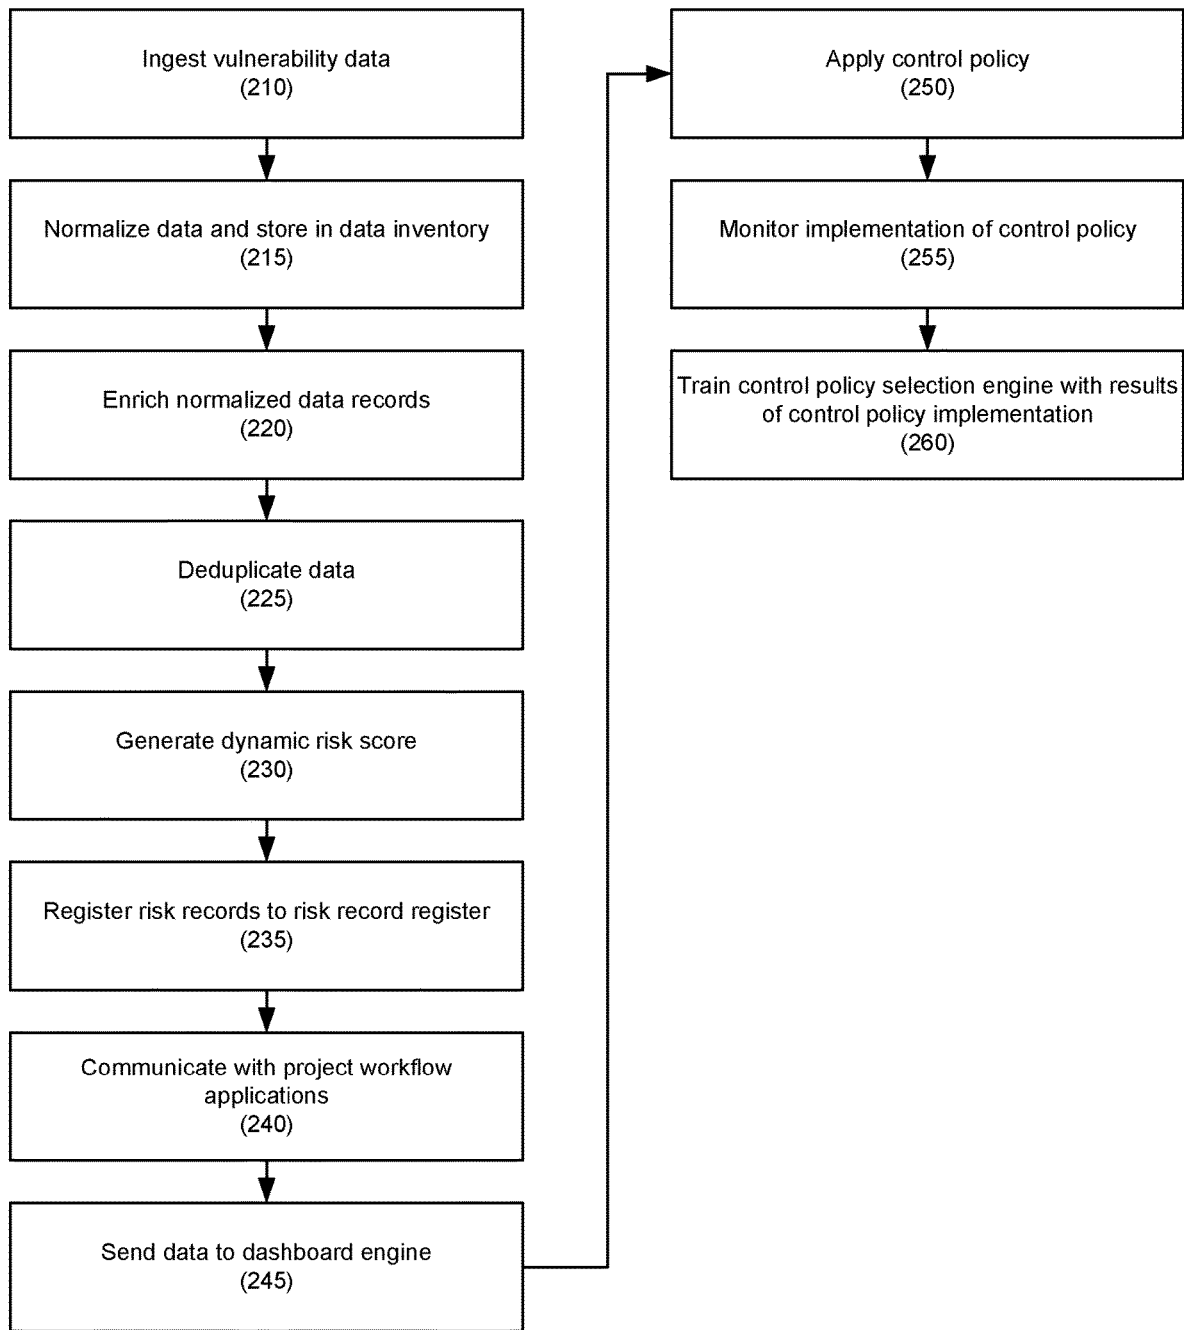 Ingest vulnerability data
(210)
Normalize data and store in data inventory
(215)
Enrich normalized data records
(220)
Deduplicate data
(225)
Generate dynamic risk score
(230)
Register risk records to risk record register
(235)
Communicate with project workflow
applications
(240)
Send data to dashboard engine
(245)
Apply control policy
(250)
Monitor implementation of control policy
(255)
Train control policy selection engine with results
of control policy implementation
(260)